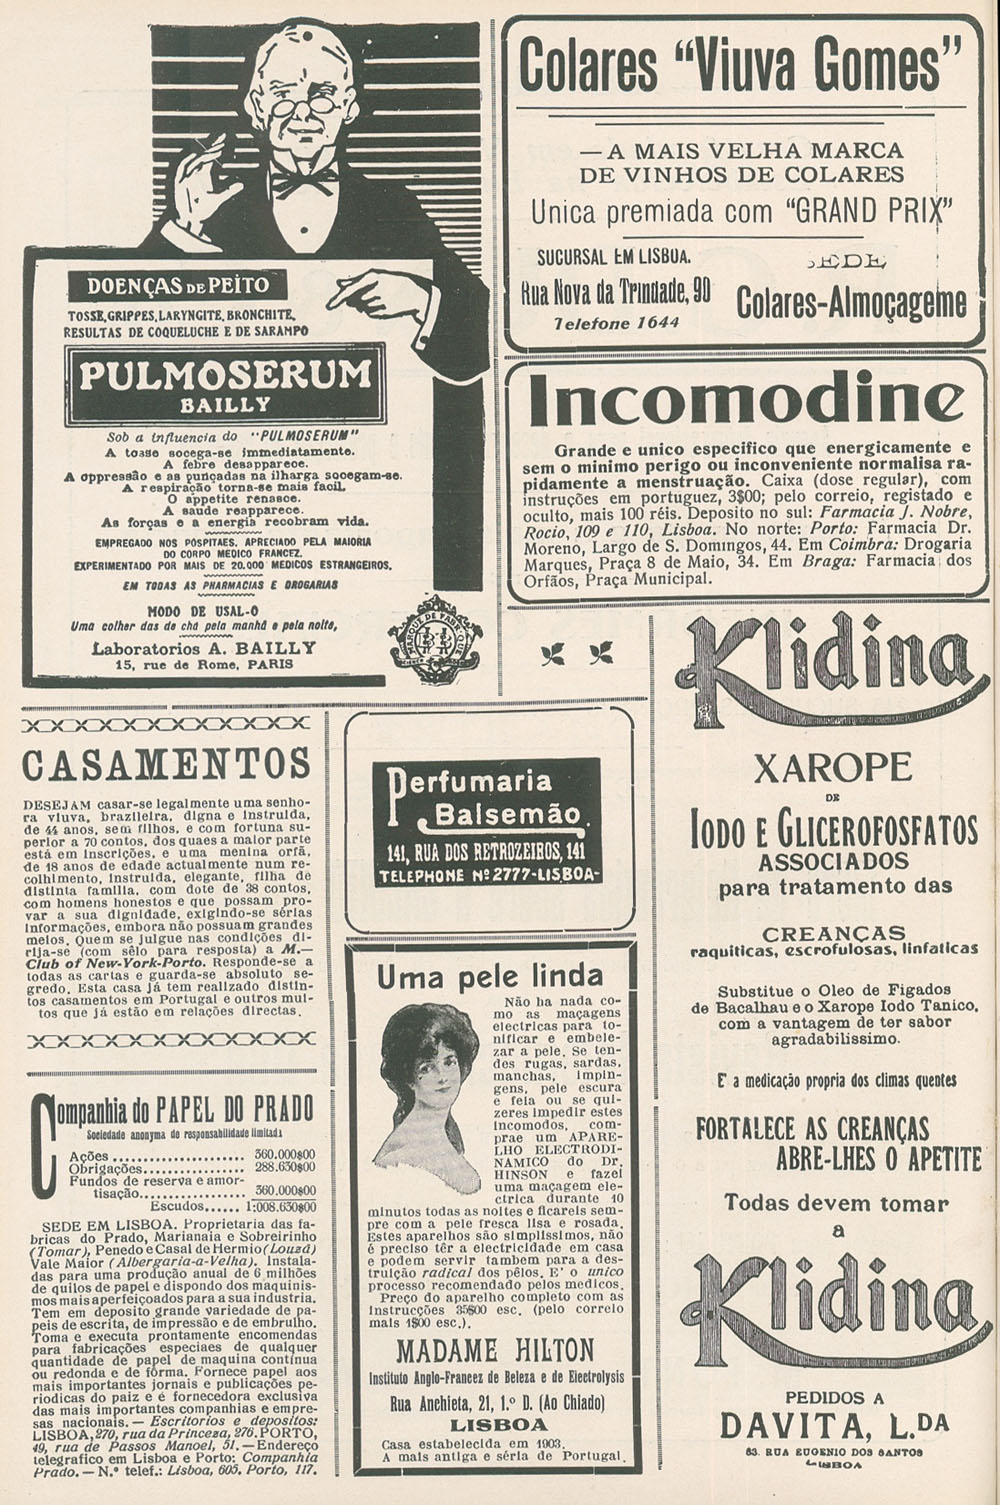 DOENÇAS DE PEITO
TOSSE, GRIPPES, LARYNGITE, BRONCHITE,
RESULTAS DE COQUELUCHE E DE SARAMPO
PULMOSERUM
BAILLY
Sob a influencia do "PULMOSERUM"
A tosse socega-se immediatamente.
A febre desapparece.
A oppressão e as punçadas na ilharga socegam-se.
A respiração torna-se mais facil.
O appetite renasce.
A saude reapparece.
As forças e a energia recobram vida.
EMPREGADO NOS POSPITAES. APRECIADO PELA MAIORIA
DO CORPO MEDICO FRANCEZ.
EXPERIMENTADO POR MAIS DE 20.000 MEDICOS ESTRANGEIROS.
EM TODAS AS PHARMACIAS E DROGARIAS
MODO DE USAL-O
Uma colher das de chá pela manhã e pela noite,
Laboratorios A. BAILLY
15, rue de Rome, PARIS
MARQUE DE FABRIQUE
Colares "Viuva Gomes"
—A MAIS VELHA MARCA
DE VINHOS DE COLARES
Unica premiada com "GRAND PRIX"
SUCURSAL EM LISBOA.
Rua Nova da Trindade, 90
Telefone 1644
SEDE
Colares-Almoçageme
Incomodine
Grande e unico especifico que energicamente e
sem o minimo perigo ou inconveniente normalisa ra-
pidamente a menstruação. Caixa (dose regular), com
instruções em portuguez, 3$00; pelo correio, registado e
oculto, mais 100 réis. Deposito no sul: Farmacia J. Nobre,
Rocio, 109 e 110, Lisboa. No norte: Porto: Farmacia Dr.
Moreno, Largo de S. Domingos, 44. Em Coimbra: Drogaria
Marques, Praça 8 de Maio, 34. Em Braga: Farmacia dos
Orfãos, Praça Municipal.
CASAMENTOS
DESEJAM casar-se legalmente uma senho-
ra viuva, brazileira, digna e instruida,
de 44 anos, sem filhos, e com fortuna su-
perior a 70 contos, dos quaes a maior parte
está em inscrições, e uma menina orfã,
de 18 anos de edade actualmente num re-
colhimento, instruida, elegante, filha de
distinta familia, com dote de 38 contos,
com homens honestos e que possam pro-
var a sua dignidade, exigindo-se sérias
informações, embora não possuam grandes
meios. Quem se julgue nas condições di-
rija-se (com sêlo para resposta) a M.—
Club of New-York-Porto. Responde-se a
todas as cartas e guarda-se absoluto se-
gredo. Esta casa já tem realizado distin-
tos casamentos em Portugal e outros mui-
tos que já estão em relações directas.
Companhia do PAPEL DO PRADO
Sociedade anonyma de responsabilidade limitada
Ações ........................ 360.000$00
Obrigações.................. 288.630$00
Fundos de reserva e amor-
tisação.................. 360.000$00
Escudos...... 1:008.630$00
SEDE EM LISBOA. Proprietaria das fa-
bricas do Prado, Marianaia e Sobreirinho
(Tomar), Penedo e Casal de Hermio (Louzã)
Vale Maior (Albergaria-a-Velha). Instala-
das para uma produção anual de 6 milhões
de quilos de papel e dispondo dos maquinis-
mos mais aperfeiçoados para a sua industria.
Tem em deposito grande variedade de pa-
peis de escrita, de impressão e de embrulho.
Toma e executa prontamente encomendas
para fabricações especiaes de qualquer
quantidade de papel de maquina continua
ou redonda e de fôrma. Fornece papel aos
mais importantes jornais e publicações pe-
riodicas do paiz e é fornecedora exclusiva
das mais importantes companhias e empre-
sas nacionais. — Escritorios e depositos:
LISBOA, 270, rua da Princeza, 276. PORTO,
49, rua de Passos Manoel, 51. — Endereço
telegrafico em Lisboa e Porto: Companhia
Prado. — N.º telef.: Lisboa, 605. Porto, 117.
Perfumaria
Balsemão
141, RUA DOS RETROZEIROS, 141
TELEPHONE Nº 2777-LISBOA-
Uma pele linda
Não ha nada co-
mo as maçagens
electricas para to-
nificar e embele-
zar a pele. Se ten-
des rugas, sardas,
manchas, impin-
gens, pele escura
e feia ou se qui-
zeres impedir estes
incomodos, com-
prae um APARE-
LHO ELECTRODI-
NAMICO do Dr.
HINSON e fazei
uma maçagem ele-
ctrica durante 10
minutos todas as noites e ficareis sem-
pre com a pele fresca lisa e rosada.
Estes aparelhos são simplissimos, não
é preciso têr a electricidade em casa
e podem servir tambem para a des-
truição radical dos pêlos. E' o unico
processo recomendado pelos medicos.
Preço do aparelho completo com as
instrucções 35$00 esc. (pelo correio
mais 1$00 esc.).
MADAME HILTON
Instituto Anglo-Francez de Beleza e de Electrolysis
Rua Anchieta, 21, 1.º D. (Ao Chiado)
LISBOA
Casa estabelecida em 1903.
A mais antiga e séria de Portugal.
Klidina
XAROPE
DE
IODO E GLICEROFOSFATOS
ASSOCIADOS
para tratamento das
CREANÇAS
raquiticas, escrofulosas, linfaticas
Substitue o Oleo de Figados
de Bacalhau e o Xarope Iodo Tanico,
com a vantagem de ter sabor
agradabilissimo.
E a medicação propria dos climas quentes
FORTALECE AS CREANÇAS
ABRE-LHES O APETITE
Todas devem tomar
a
Klidina
PEDIDOS A
DAVITA, L.DA
83. RUA EUGENIO DOS SANTOS
LISBOA